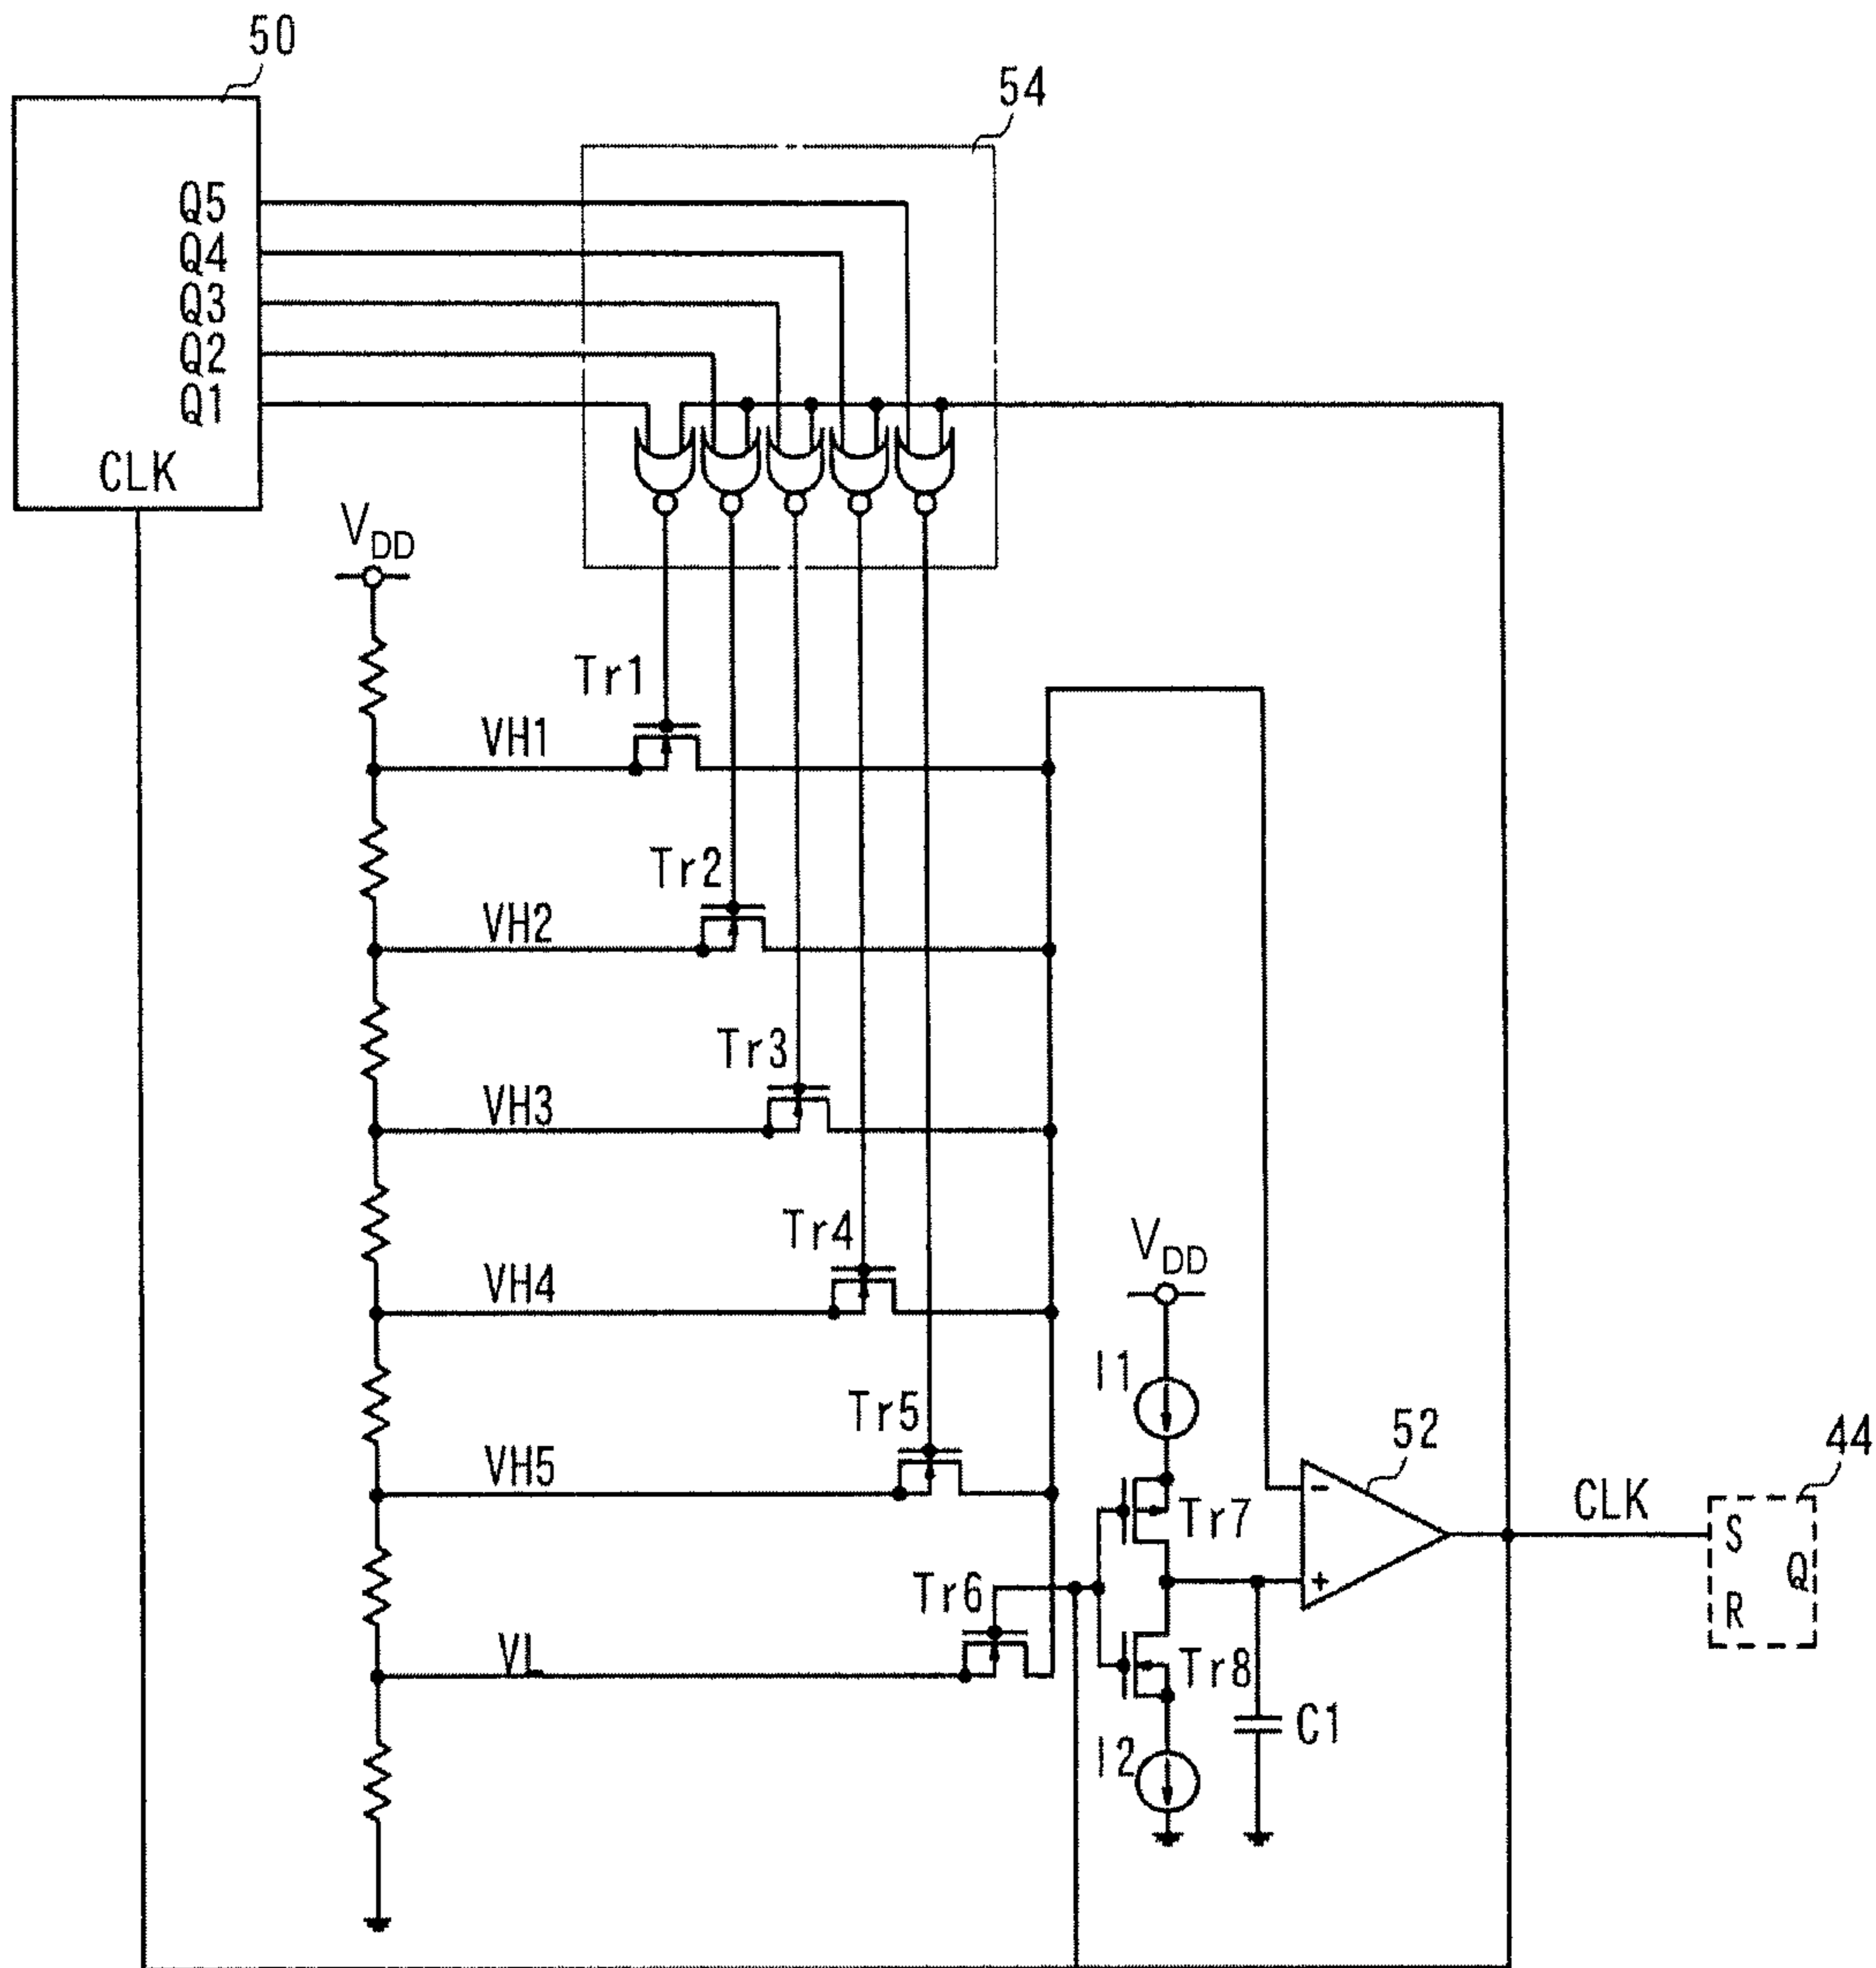 50
54
Q5
Q4
Q3
Q2
Q1
CLK
VDD
Tr1
VH1
Tr2
VH2
Tr3
VH3
Tr4
VH4
VDD
I1
Tr5
52
44
VH5
CLK
Tr7
S
Q
R
Tr6
VL
Tr8
C1
I2
-
+